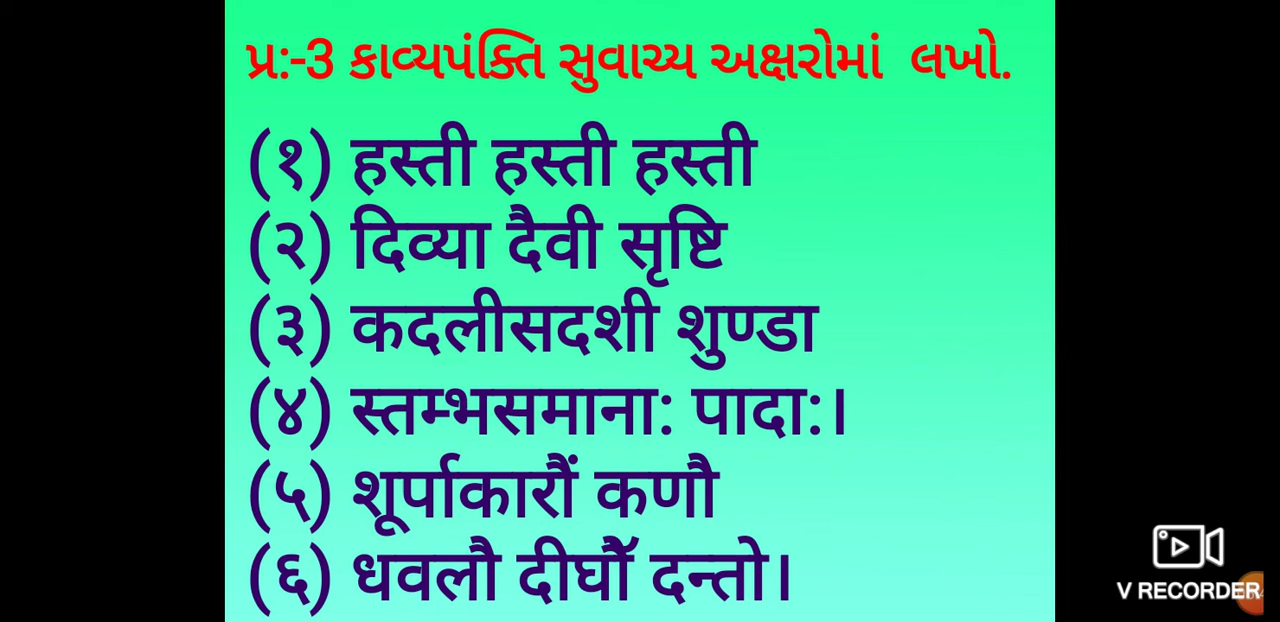 પ્ર:-3 કાવ્યપંક્તિ સુવાચ્ય અક્ષરોમાં લખો.
(१) हस्ती हस्ती हस्ती
(२) दिव्या दैवी सृष्टि
(३) कदलीसदशी शुण्डा
(४) स्तम्भसमाना: पादा:।
(५) शूर्पाकारौं कणौ
(६) धवलौ दीघौँ दन्तो।
V RECORDER